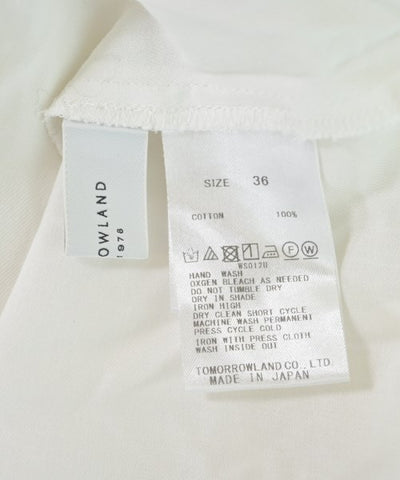 OWLAND
1978
SIZE 36
COTTON 100%
F W
WS012U
HAND WASH
OXGEN BLEACH AS NEEDED
DO NOT TUMBLE DRY
DRY IN SHADE
IRON HIGH
DRY CLEAN SHORT CYCLE
MACHINE WASH PERMANENT
PRESS CYCLE COLD
IRON WITH PRESS CLOTH
WASH INSIDE OUT
TOMORROWLAND CO., LTD.
MADE IN JAPAN